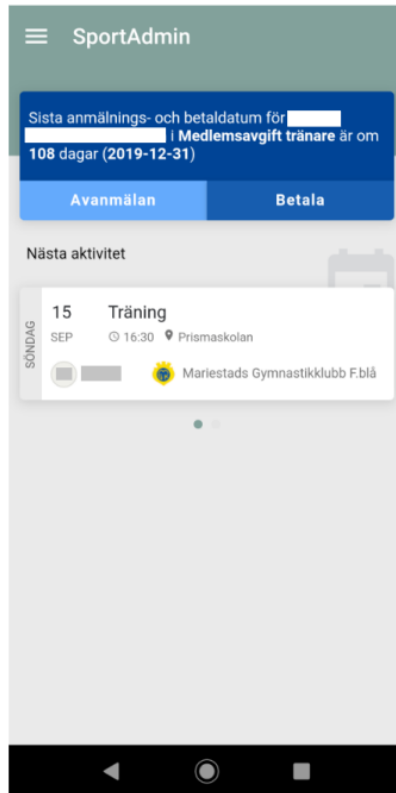 SportAdmin
Sista anmälnings- och betaldatum för
i Medlemsavgift tränare är om
108 dagar (2019-12-31)
Avanmälan
Betala
Nästa aktivitet
SÖNDAG
15
SEP
Träning
16:30
Prismaskolan
Mariestads Gymnastikklubb F.blå